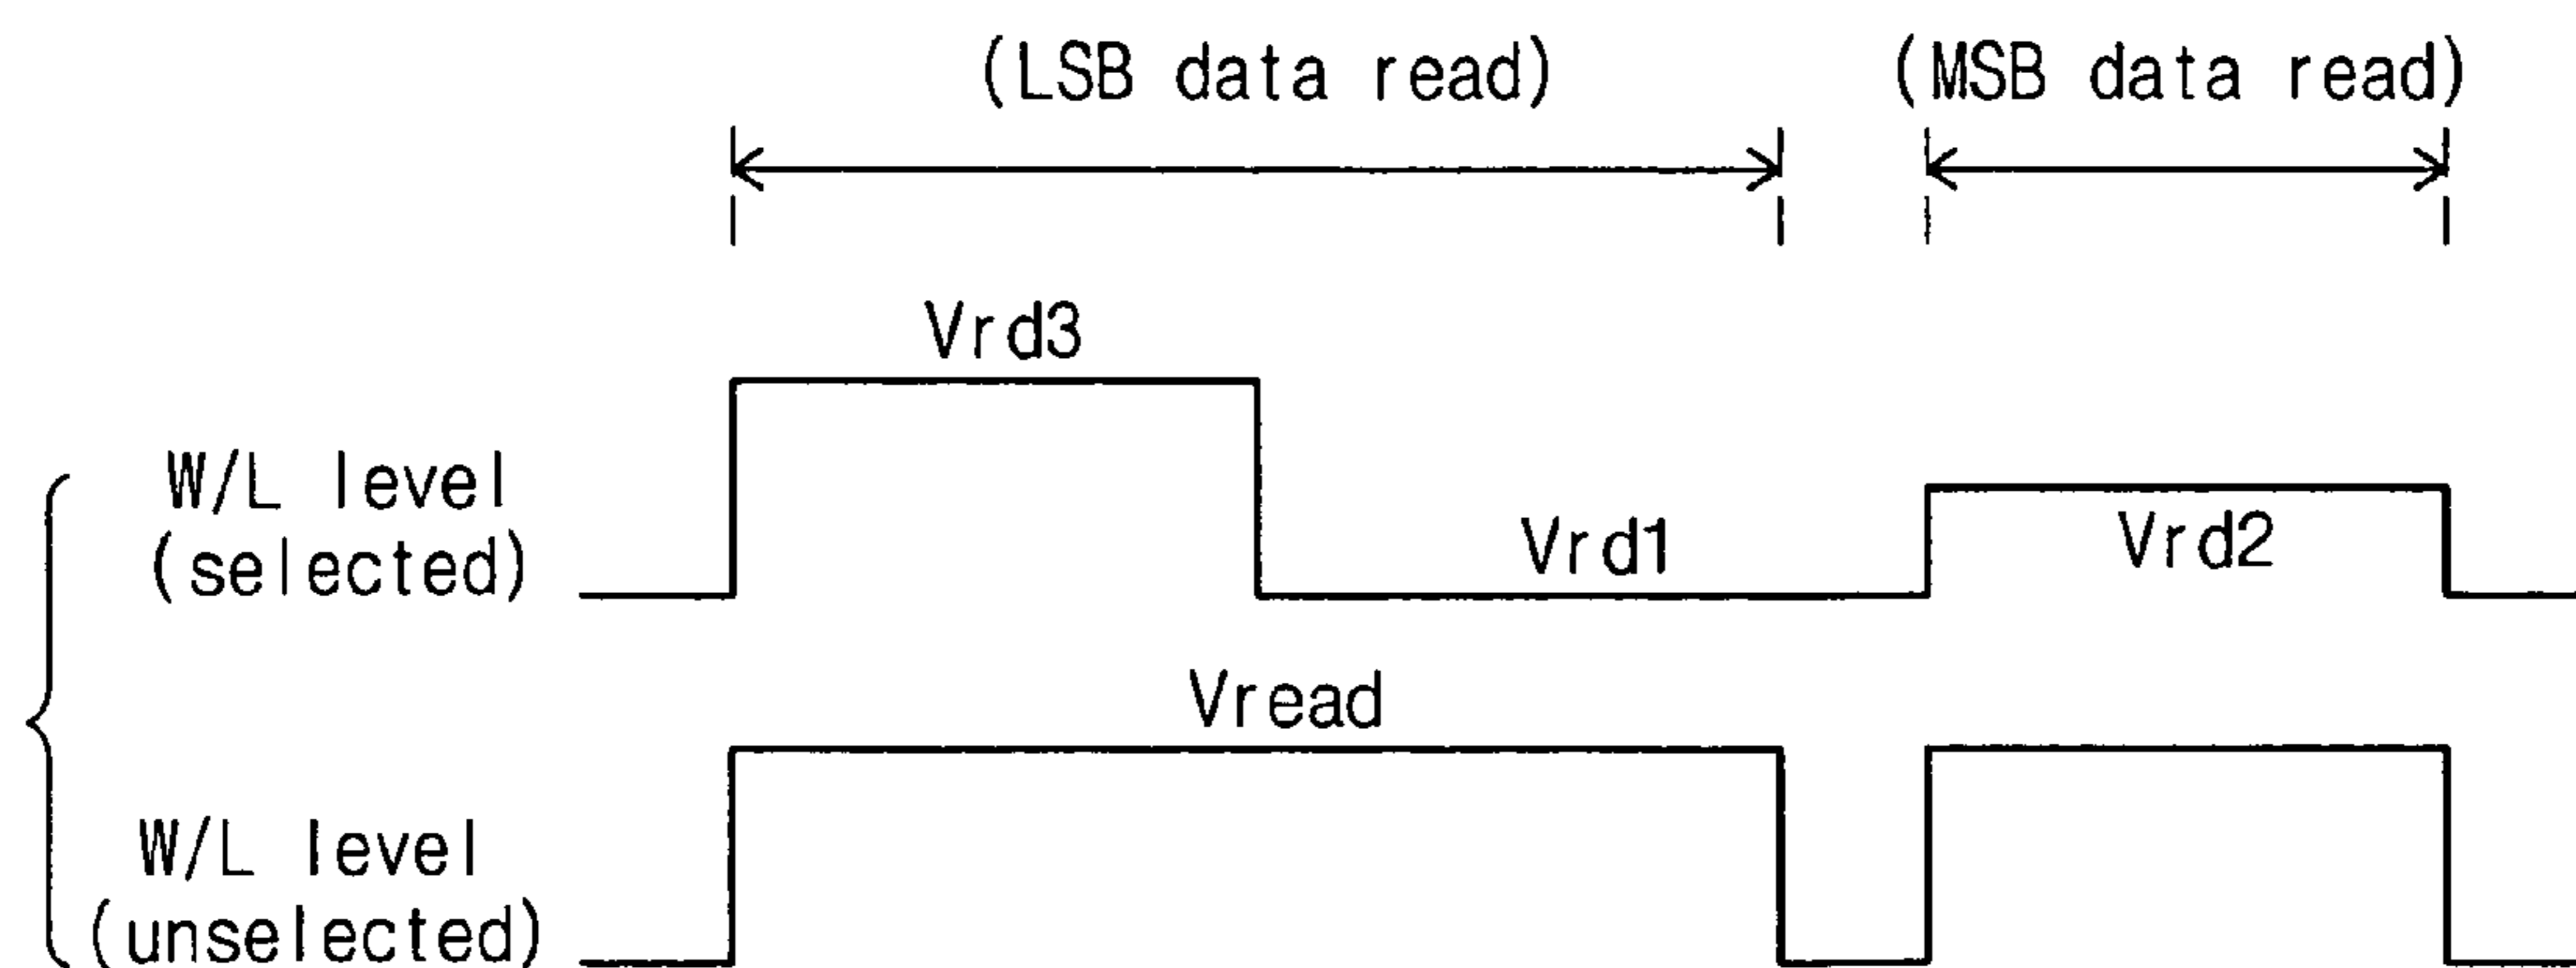 (LSB data read) (MSB data read)
Vrd3
W/L level
(selected)
Vrd1
Vrd2
Vread
W/L level
(unselected)